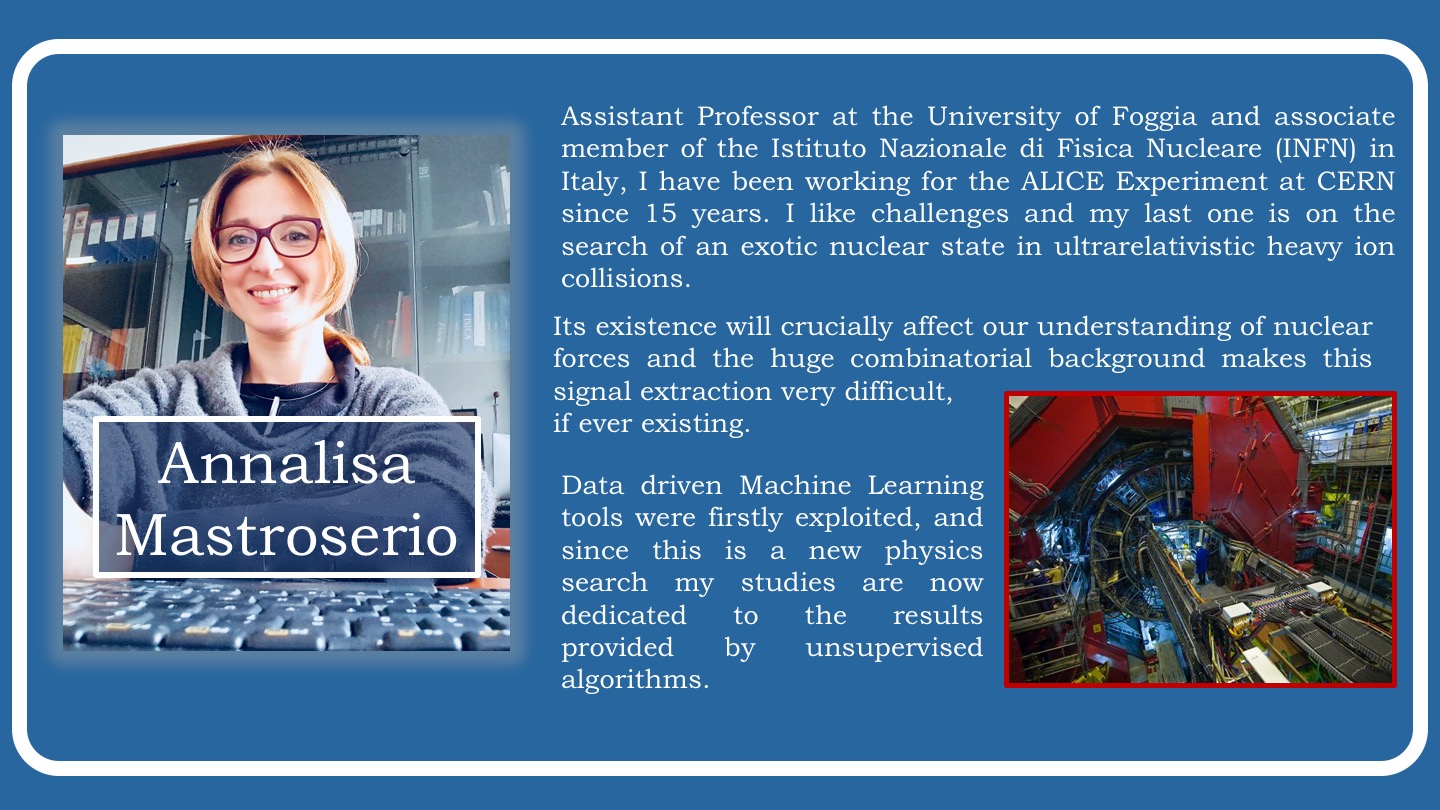 Assistant Professor at the University of Foggia and associate
member of the Istituto Nazionale di Fisica Nucleare (INFN) in
Italy, I have been working for the ALICE Experiment at CERN
since 15 years. I like challenges and my last one is on the
search of an exotic nuclear state in ultrarelativistic heavy ion
collisions.
Its existence will crucially affect our understanding of nuclear
forces and the huge combinatorial background makes this
signal extraction very difficult,
if ever existing.
Annalisa
Mastroserio
Data driven Machine Learning
tools were firstly exploited, and
since this is a new physics
search my studies are now
dedicated to the results
provided by unsupervised
algorithms.
FISICA